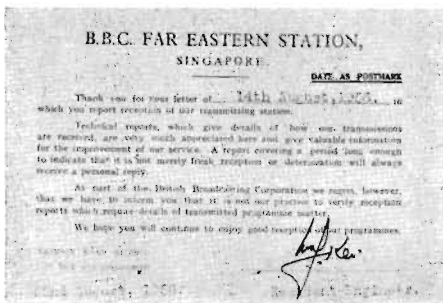 B.B.C. FAR EASTERN STATION,
SINGAPORE.
DATE AS POSTMARK
Thank you for your letter of 14th August, in
which you report reception of our transmitting station.
Technical reports, which give details of how our transmissions
are received, are very much appreciated here and give valuable information
for the improvement of our service. A report covering a period long enough
to indicate that it is not merely freak reception or deterioration will always
receive a personal reply.
As part of the British Broadcasting Corporation we regret, however,
that we have to inform you that it is not our practice to verify reception
reports which require details of transmitted programme matter.
We hope you will continue to enjoy good reception of our programmes.
August,